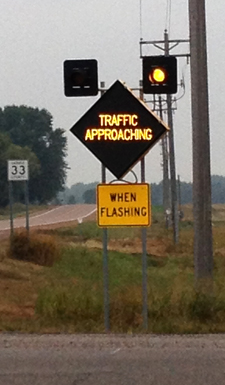 TRAFFIC
APPROACHING
WHEN
FLASHING
33